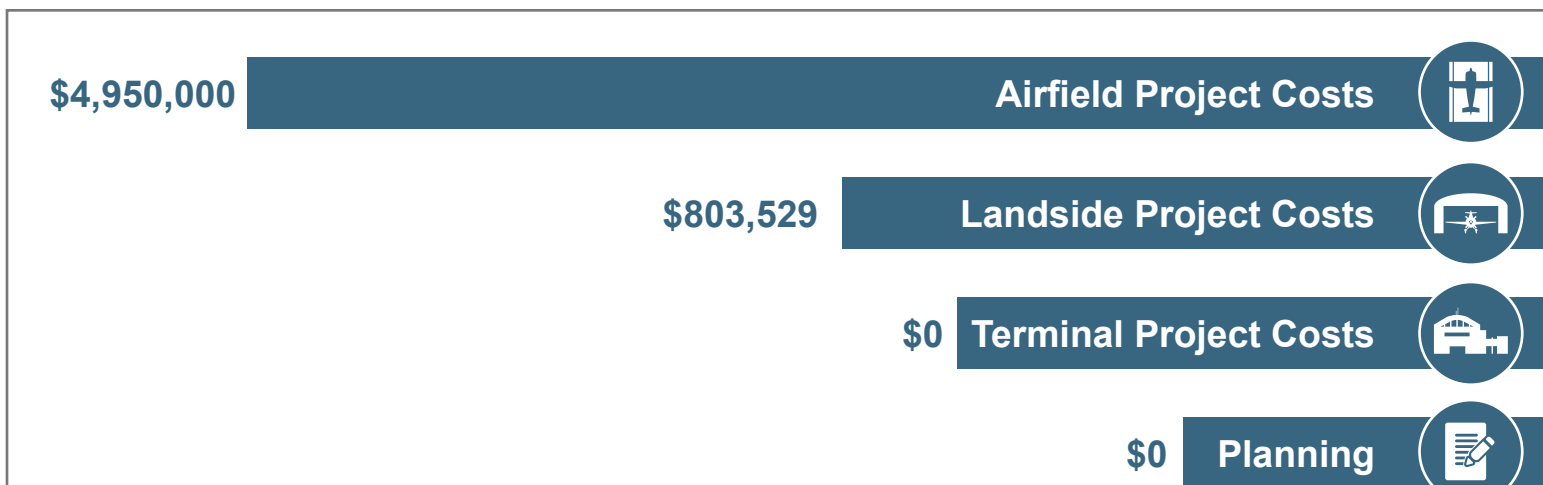 $4,950,000 Airfield Project Costs
$803,529 Landside Project Costs
$0 Terminal Project Costs
$0 Planning